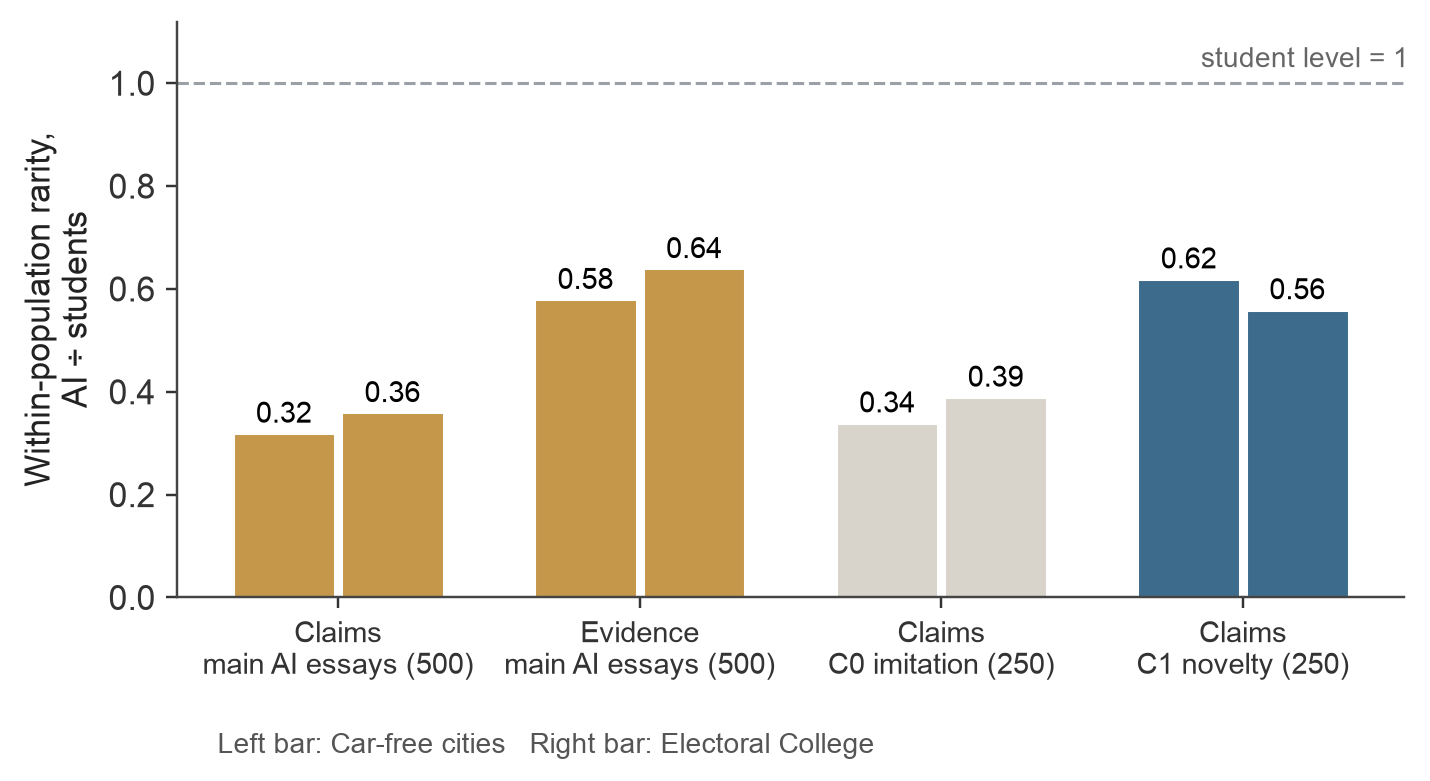 student level = 1
Within-population rarity,
AI ÷ students
1.0
0.8
0.6
0.4
0.2
0.0
0.32
0.36
0.58
0.64
0.34
0.39
0.62
0.56
Claims
main AI essays (500)
Evidence
main AI essays (500)
Claims
C0 imitation (250)
Claims
C1 novelty (250)
Left bar: Car-free cities   Right bar: Electoral College